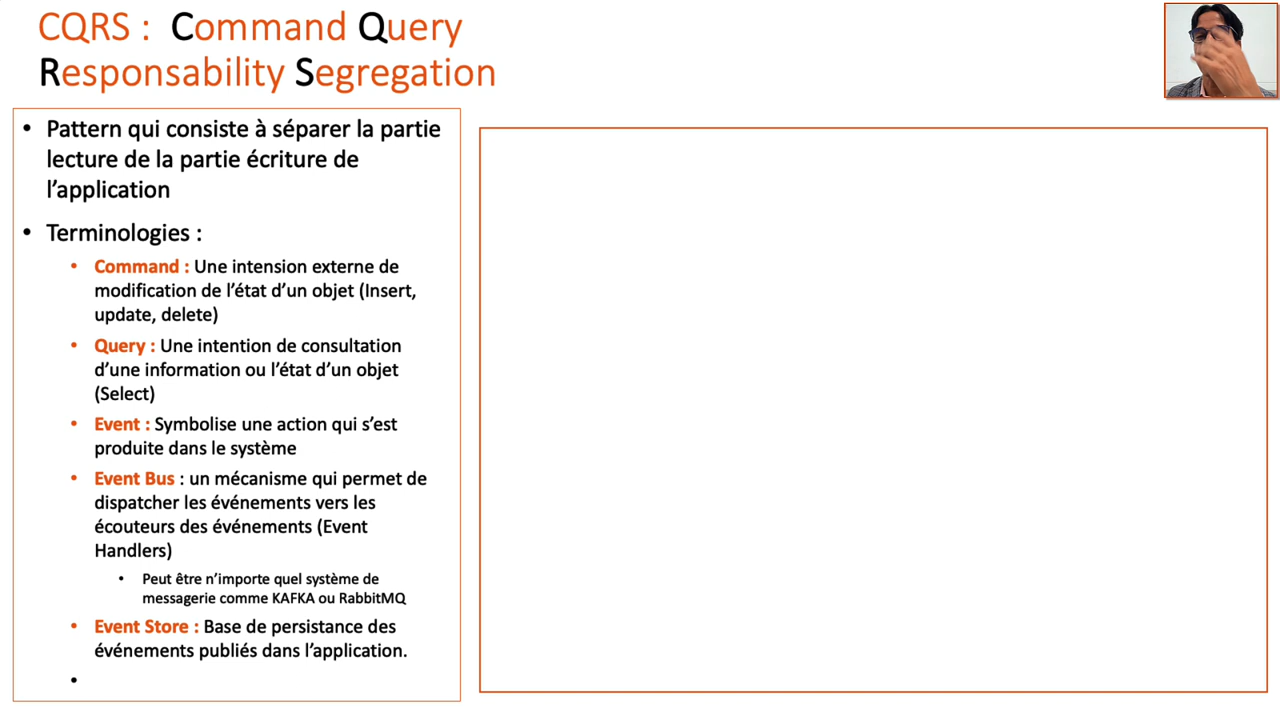 CQRS : Command Query
Responsability Segregation
• Pattern qui consiste à séparer la partie
lecture de la partie écriture de
l’application
• Terminologies :
• Command : Une intension externe de
modification de l’état d’un objet (Insert,
update, delete)
• Query : Une intention de consultation
d’une information ou l’état d’un objet
(Select)
• Event : Symbolise une action qui s’est
produite dans le système
• Event Bus : un mécanisme qui permet de
dispatcher les événements vers les
écouteurs des événements (Event
Handlers)
• Peut être n’importe quel système de
messagerie comme KAFKA ou RabbitMQ
• Event Store : Base de persistance des
événements publiés dans l’application.
•